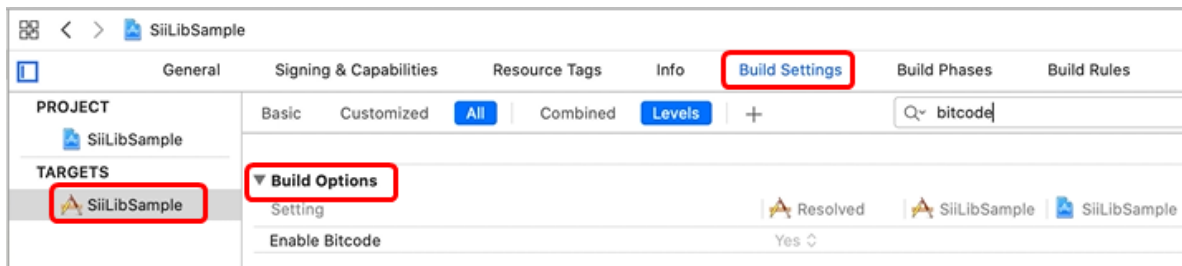 SiiLibSample
General Signing & Capabilities Resource Tags Info Build Settings Build Phases Build Rules
PROJECT
SiiLibSample
TARGETS
SiiLibSample
Basic Customized All Combined Levels + bitcode
Build Options
Setting Resolved SiiLibSample SiiLibSample
Enable Bitcode Yes